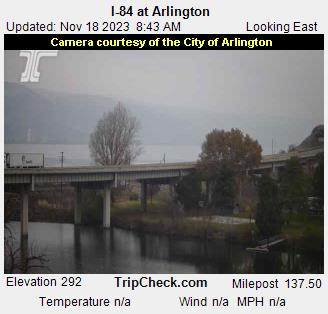 I-84 at Arlington
Updated: Nov 18 2023 8:43 AM Looking East
Camera courtesy of the City of Arlington
Elevation 292 TripCheck.com Milepost 137.50
Temperature n/a Wind n/a MPH n/a